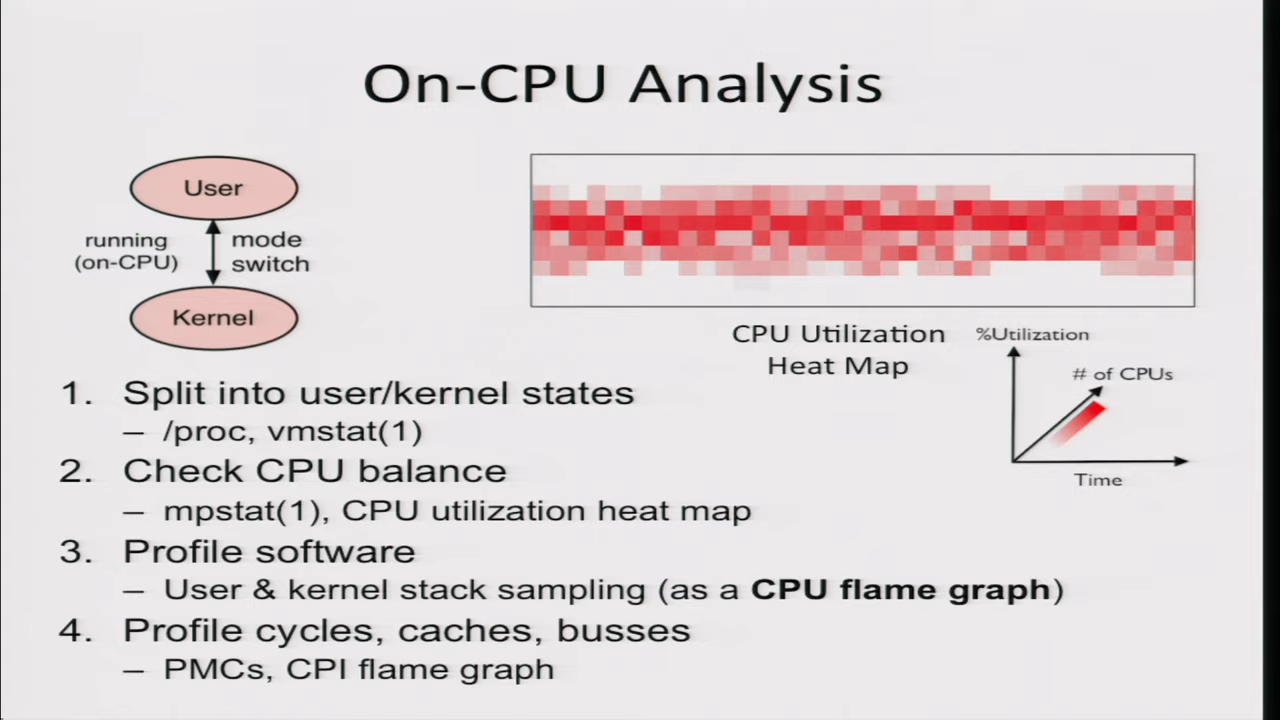 On-CPU Analysis
User
running
(on-CPU)
mode
switch
Kernel
CPU Utilization
Heat Map
%Utilization
# of CPUs
Time
1. Split into user/kernel states
– /proc, vmstat(1)
2. Check CPU balance
– mpstat(1), CPU utilization heat map
3. Profile software
– User & kernel stack sampling (as a CPU flame graph)
4. Profile cycles, caches, busses
– PMCs, CPI flame graph